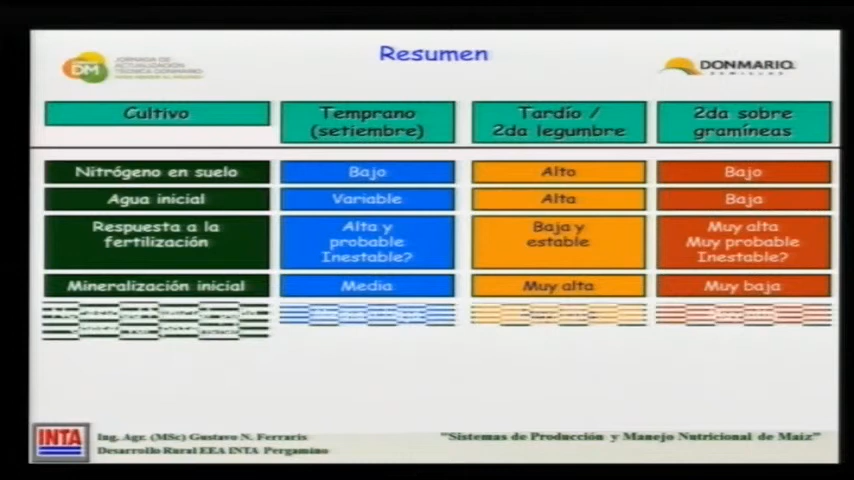 Resumen
DM
JORNADA DE
ACTUALIZACIÓN
TÉCNICA DONMARIO
DONMARIO
SEMILLAS
Cultivo
Temprano
(setiembre)
Tardío /
2da legumbre
2da sobre
gramíneas
Nitrógeno en suelo
Bajo
Alto
Bajo
Agua inicial
Variable
Alta
Baja
Respuesta a la
fertilización
Alta y
probable
Inestable?
Baja y
estable
Muy alta
Muy probable
Inestable?
Mineralización inicial
Media
Muy alta
Muy baja
INTA
Ing. Agr. (MSc) Gustavo N. Ferraris
Desarrollo Rural EEA INTA Pergamino
"Sistemas de Producción y Manejo Nutricional de Maíz"